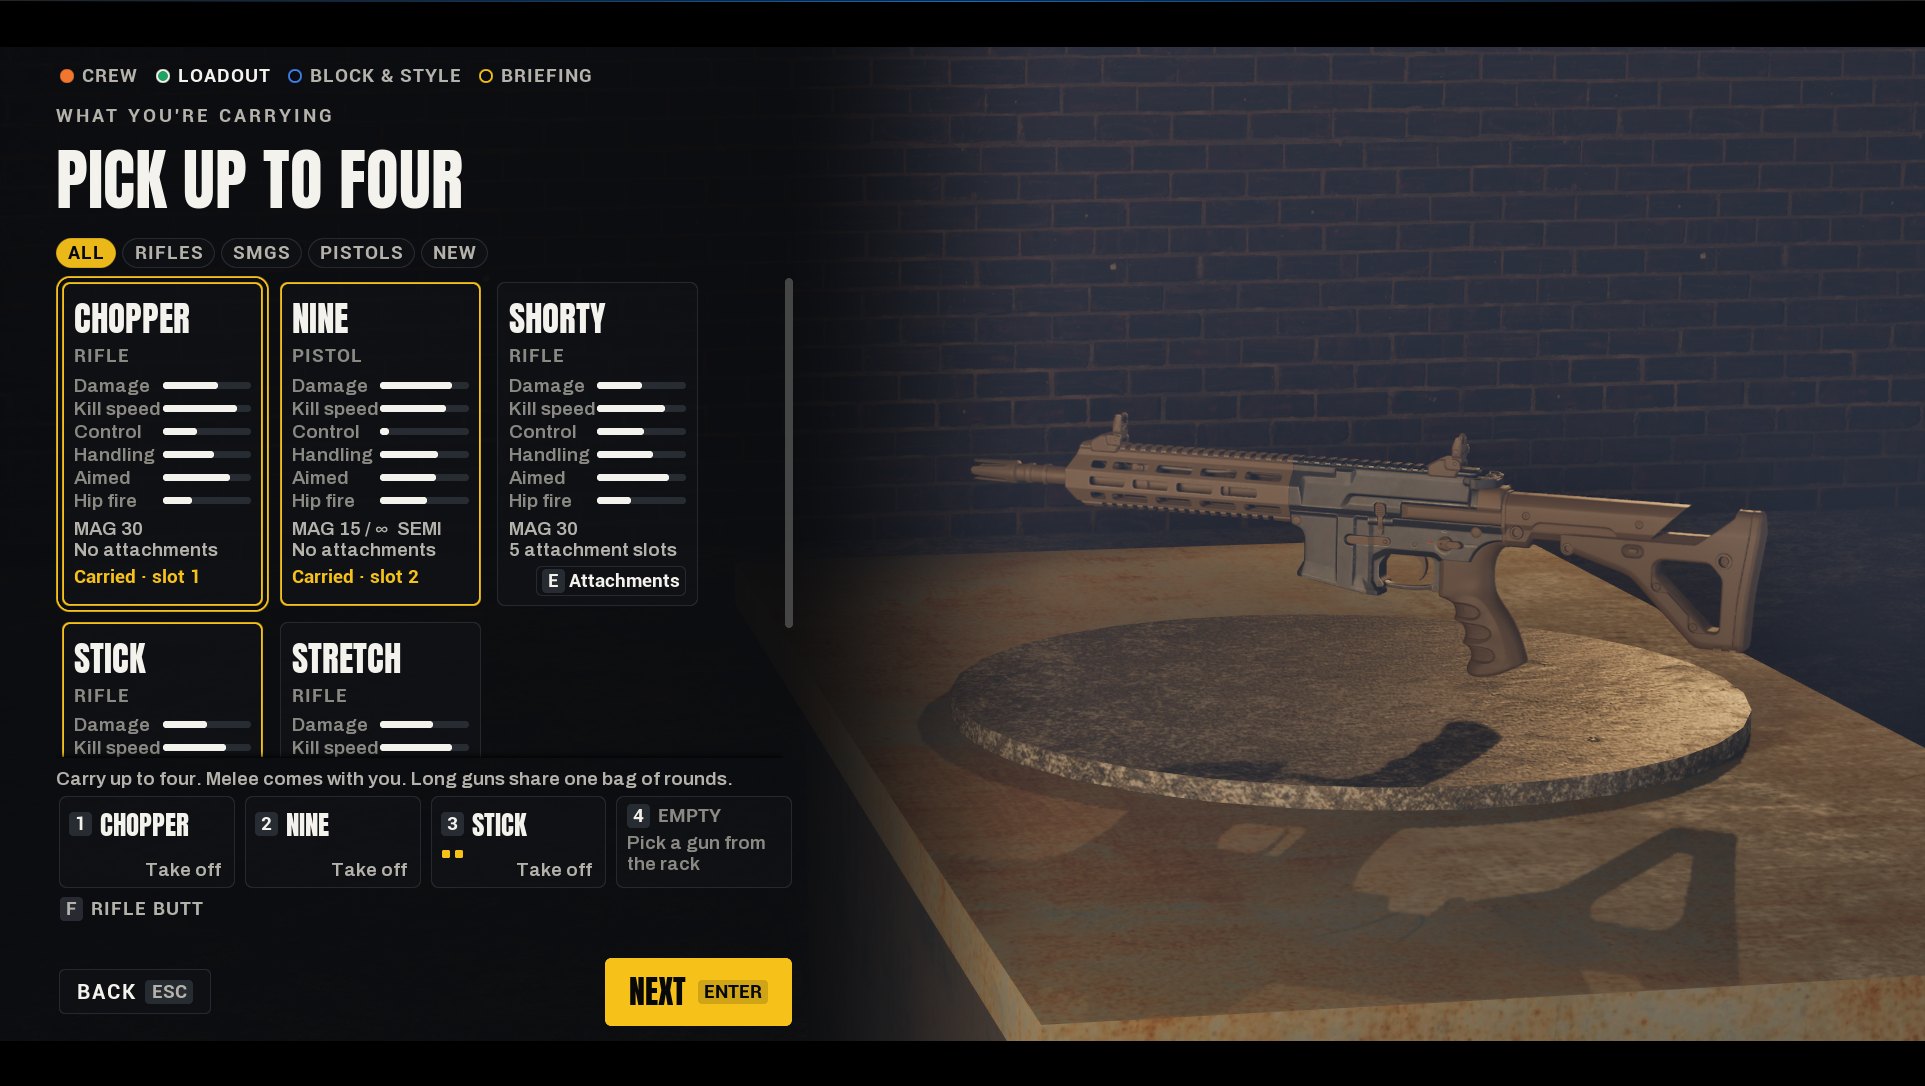 CREW LOADOUT BLOCK & STYLE BRIEFING
WHAT YOU'RE CARRYING
PICK UP TO FOUR
ALL RIFLES SMGS PISTOLS NEW
CHOPPER
RIFLE
Damage
Kill speed
Control
Handling
Aimed
Hip fire
MAG 30
No attachments
Carried · slot 1
NINE
PISTOL
Damage
Kill speed
Control
Handling
Aimed
Hip fire
MAG 15 / ∞ SEMI
No attachments
Carried · slot 2
SHORTY
RIFLE
Damage
Kill speed
Control
Handling
Aimed
Hip fire
MAG 30
5 attachment slots
E Attachments
STICK
RIFLE
Damage
Kill speed
STRETCH
RIFLE
Damage
Kill speed
Carry up to four. Melee comes with you. Long guns share one bag of rounds.
1 CHOPPER
Take off
2 NINE
Take off
3 STICK
Take off
4 EMPTY
Pick a gun from
the rack
F RIFLE BUTT
BACK ESC
NEXT ENTER